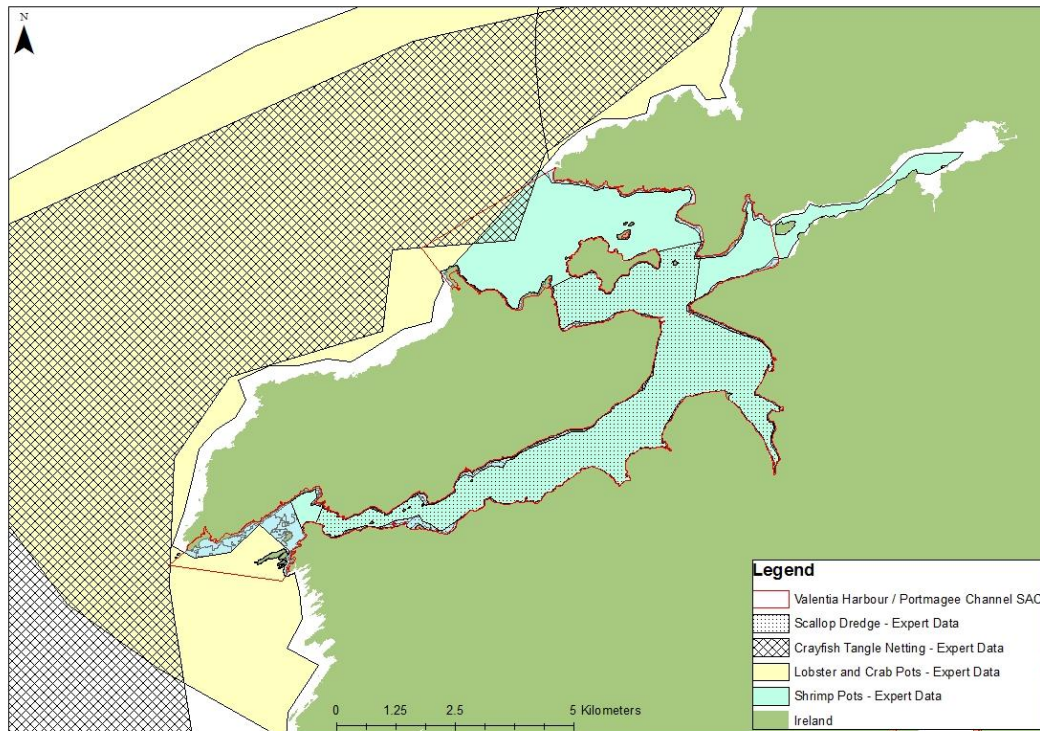 N
Legend
Valentia Harbour / Portmagee Channel SAC
Scallop Dredge - Expert Data
Crayfish Tangle Netting - Expert Data
Lobster and Crab Pots - Expert Data
Shrimp Pots - Expert Data
Ireland
0 1.25 2.5 5 Kilometers